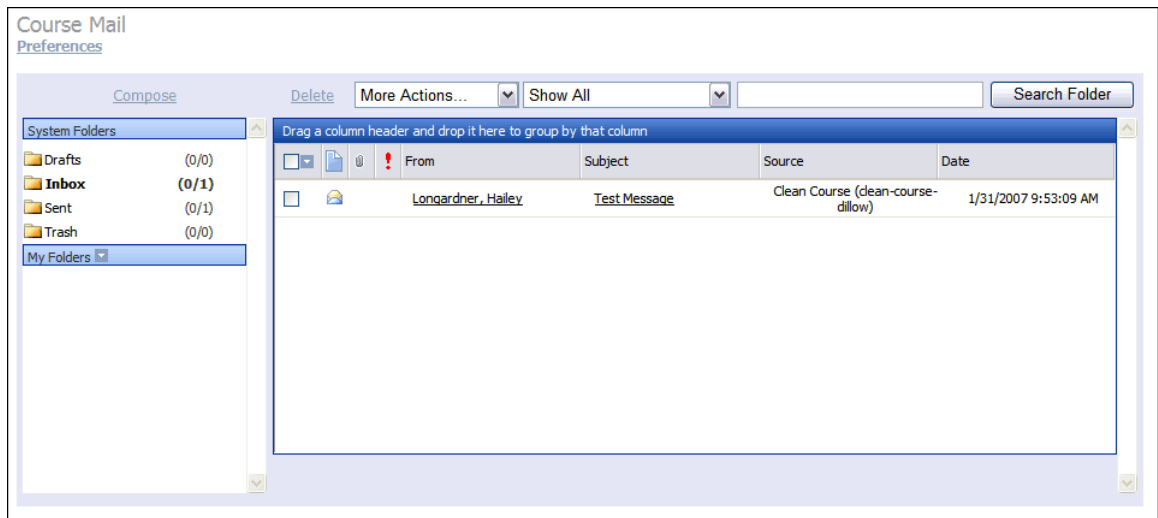 Course Mail
Preferences
Compose Delete More Actions... Show All Search Folder
System Folders
Drafts (0/0)
Inbox (0/1)
Sent (0/1)
Trash (0/0)
My Folders
Drag a column header and drop it here to group by that column
From Subject Source Date
Longardner, Hailey Test Message Clean Course (clean-course-
dillow) 1/31/2007 9:53:09 AM